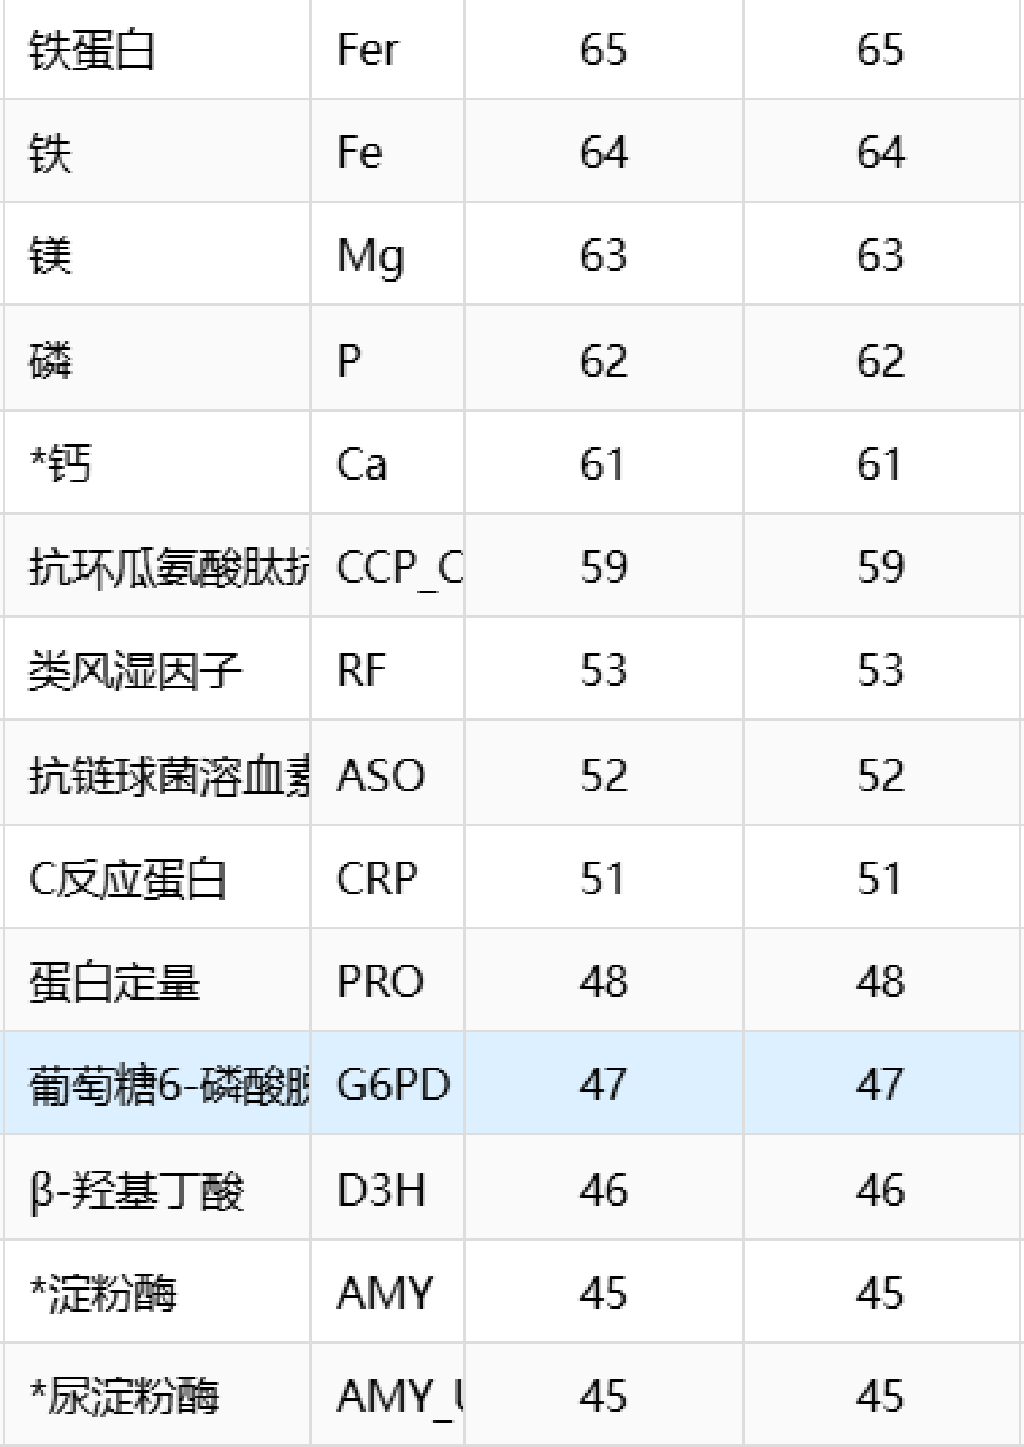 铁蛋白 Fer 65 65
铁 Fe 64 64
镁 Mg 63 63
磷 P 62 62
*钙 Ca 61 61
抗环瓜氨酸肽抗 CCP_C 59 59
类风湿因子 RF 53 53
抗链球菌溶血素 ASO 52 52
C反应蛋白 CRP 51 51
蛋白定量 PRO 48 48
葡萄糖6-磷酸脱 G6PD 47 47
β-羟基丁酸 D3H 46 46
*淀粉酶 AMY 45 45
*尿淀粉酶 AMY_U 45 45